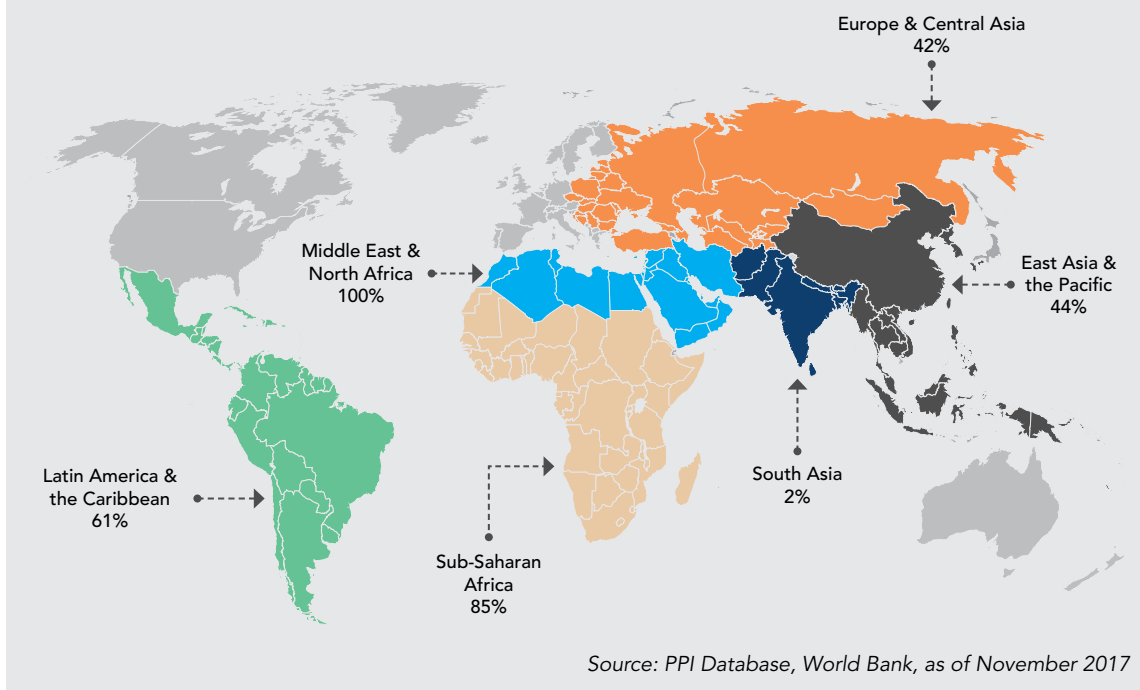 Europe & Central Asia
42%
Middle East &
North Africa
100%
East Asia &
the Pacific
44%
Latin America &
the Caribbean
61%
South Asia
2%
Sub-Saharan
Africa
85%
Source: PPI Database, World Bank, as of November 2017